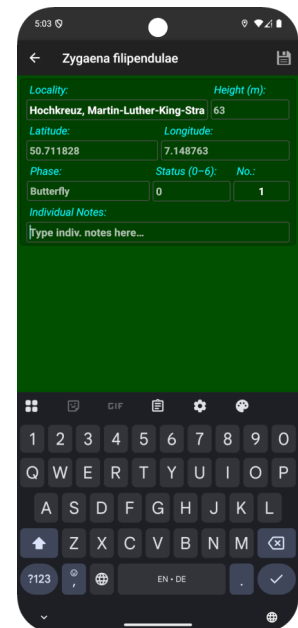 5:03
Zygaena filipendulae
Locality: Height (m):
Hochkreuz, Martin-Luther-King-Stra 63
Latitude: Longitude:
50.711828 7.148763
Phase: Status (0–6): No.:
Butterfly 0 1
Individual Notes:
Type indiv. notes here...
GIF
1 2 3 4 5 6 7 8 9 0
Q W E R T Y U I O P
A S D F G H J K L
Z X C V B N M
?123 , EN • DE .